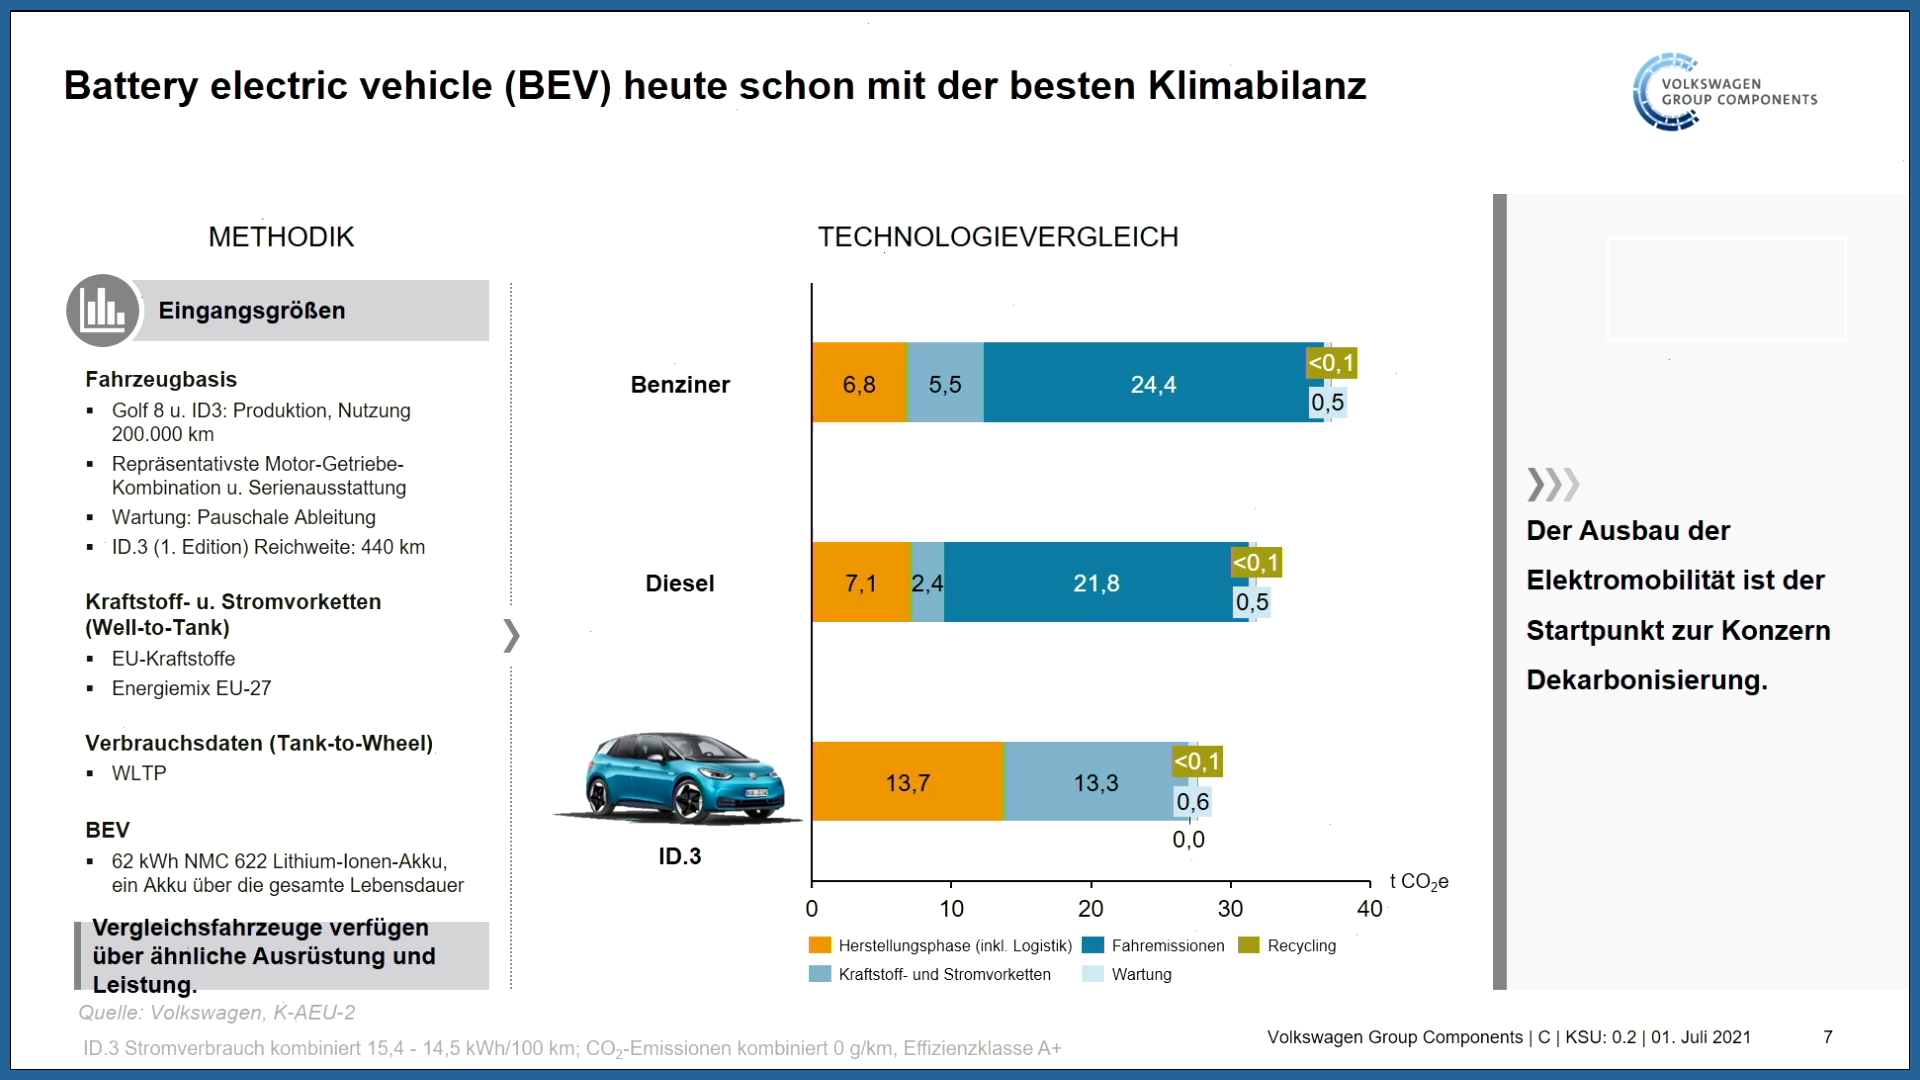 Battery electric vehicle (BEV) heute schon mit der besten Klimabilanz
VOLKSWAGEN
GROUP COMPONENTS
METHODIK
Eingangsgrößen
Fahrzeugbasis
▪ Golf 8 u. ID3: Produktion, Nutzung
200.000 km
▪ Repräsentativste Motor-Getriebe-
Kombination u. Serienausstattung
▪ Wartung: Pauschale Ableitung
▪ ID.3 (1. Edition) Reichweite: 440 km
Kraftstoff- u. Stromvorketten
(Well-to-Tank)
▪ EU-Kraftstoffe
▪ Energiemix EU-27
Verbrauchsdaten (Tank-to-Wheel)
▪ WLTP
BEV
▪ 62 kWh NMC 622 Lithium-Ionen-Akku,
ein Akku über die gesamte Lebensdauer
Vergleichsfahrzeuge verfügen
über ähnliche Ausrüstung und
Leistung.
TECHNOLOGIEVERGLEICH
Benziner
6,8 5,5 24,4 <0,1
0,5
Diesel
7,1 2,4 21,8 <0,1
0,5
ID.3
13,7 13,3 <0,1
0,6
0,0
0 10 20 30 40 t CO₂e
Herstellungsphase (inkl. Logistik) Fahremissionen Recycling
Kraftstoff- und Stromvorketten Wartung
Der Ausbau der
Elektromobilität ist der
Startpunkt zur Konzern
Dekarbonisierung.
Quelle: Volkswagen, K-AEU-2
ID.3 Stromverbrauch kombiniert 15,4 - 14,5 kWh/100 km; CO₂-Emissionen kombiniert 0 g/km, Effizienzklasse A+
Volkswagen Group Components | C | KSU: 0.2 | 01. Juli 2021 7